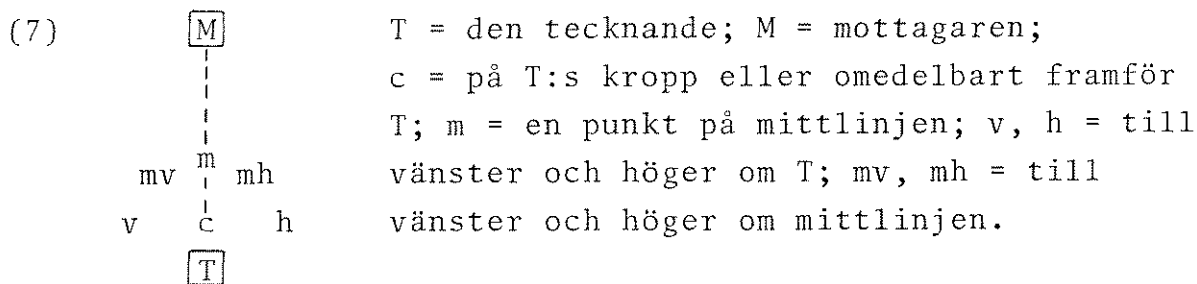 (7) M T = den tecknande; M = mottagaren;
c = på T:s kropp eller omedelbart framför
T; m = en punkt på mittlinjen; v, h = till
mv m mh vänster och höger om T; mv, mh = till
v c h vänster och höger om mittlinjen.
T